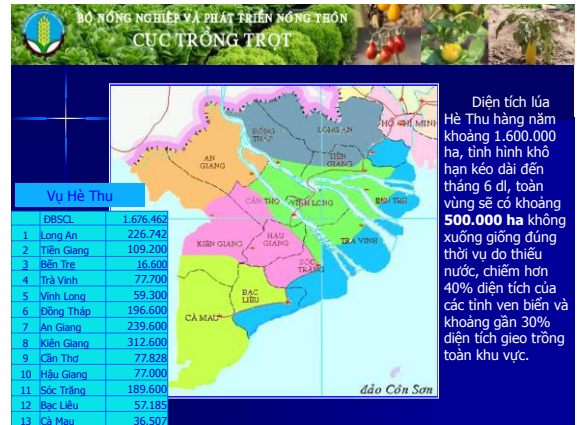 BỘ NÔNG NGHIỆP VÀ PHÁT TRIỂN NÔNG THÔN
CỤC TRỒNG TRỌT
Diện tích lúa
Hè Thu hàng năm
khoảng 1.600.000
ha, tình hình khô
hạn kéo dài đến
tháng 6 dl, toàn
vùng sẽ có khoảng
500.000 ha không
xuống giống đúng
thời vụ do thiếu
nước, chiếm hơn
40% diện tích của
các tỉnh ven biển và
khoảng gần 30%
diện tích gieo trồng
toàn khu vực.
Vụ Hè Thu
ĐBSCL 1.676.462
1 Long An 226.742
2 Tiền Giang 109.200
3 Bến Tre 16.600
4 Trà Vinh 77.700
5 Vĩnh Long 59.300
6 Đồng Tháp 196.600
7 An Giang 239.600
8 Kiên Giang 312.600
9 Cần Thơ 77.828
10 Hậu Giang 77.000
11 Sóc Trăng 189.600
12 Bạc Liêu 57.185
13 Cà Mau 36.507
HỒ CHÍ MINH
LONG AN
ĐỒNG
THÁP
AN
GIANG
TIỀN
GIANG
CẦN THƠ
VĨNH LONG
BẾN TRE
KIÊN GIANG
HẬU
GIANG
TRÀ VINH
SÓC
TRĂNG
BẠC
LIÊU
CÀ MAU
đảo Côn Sơn